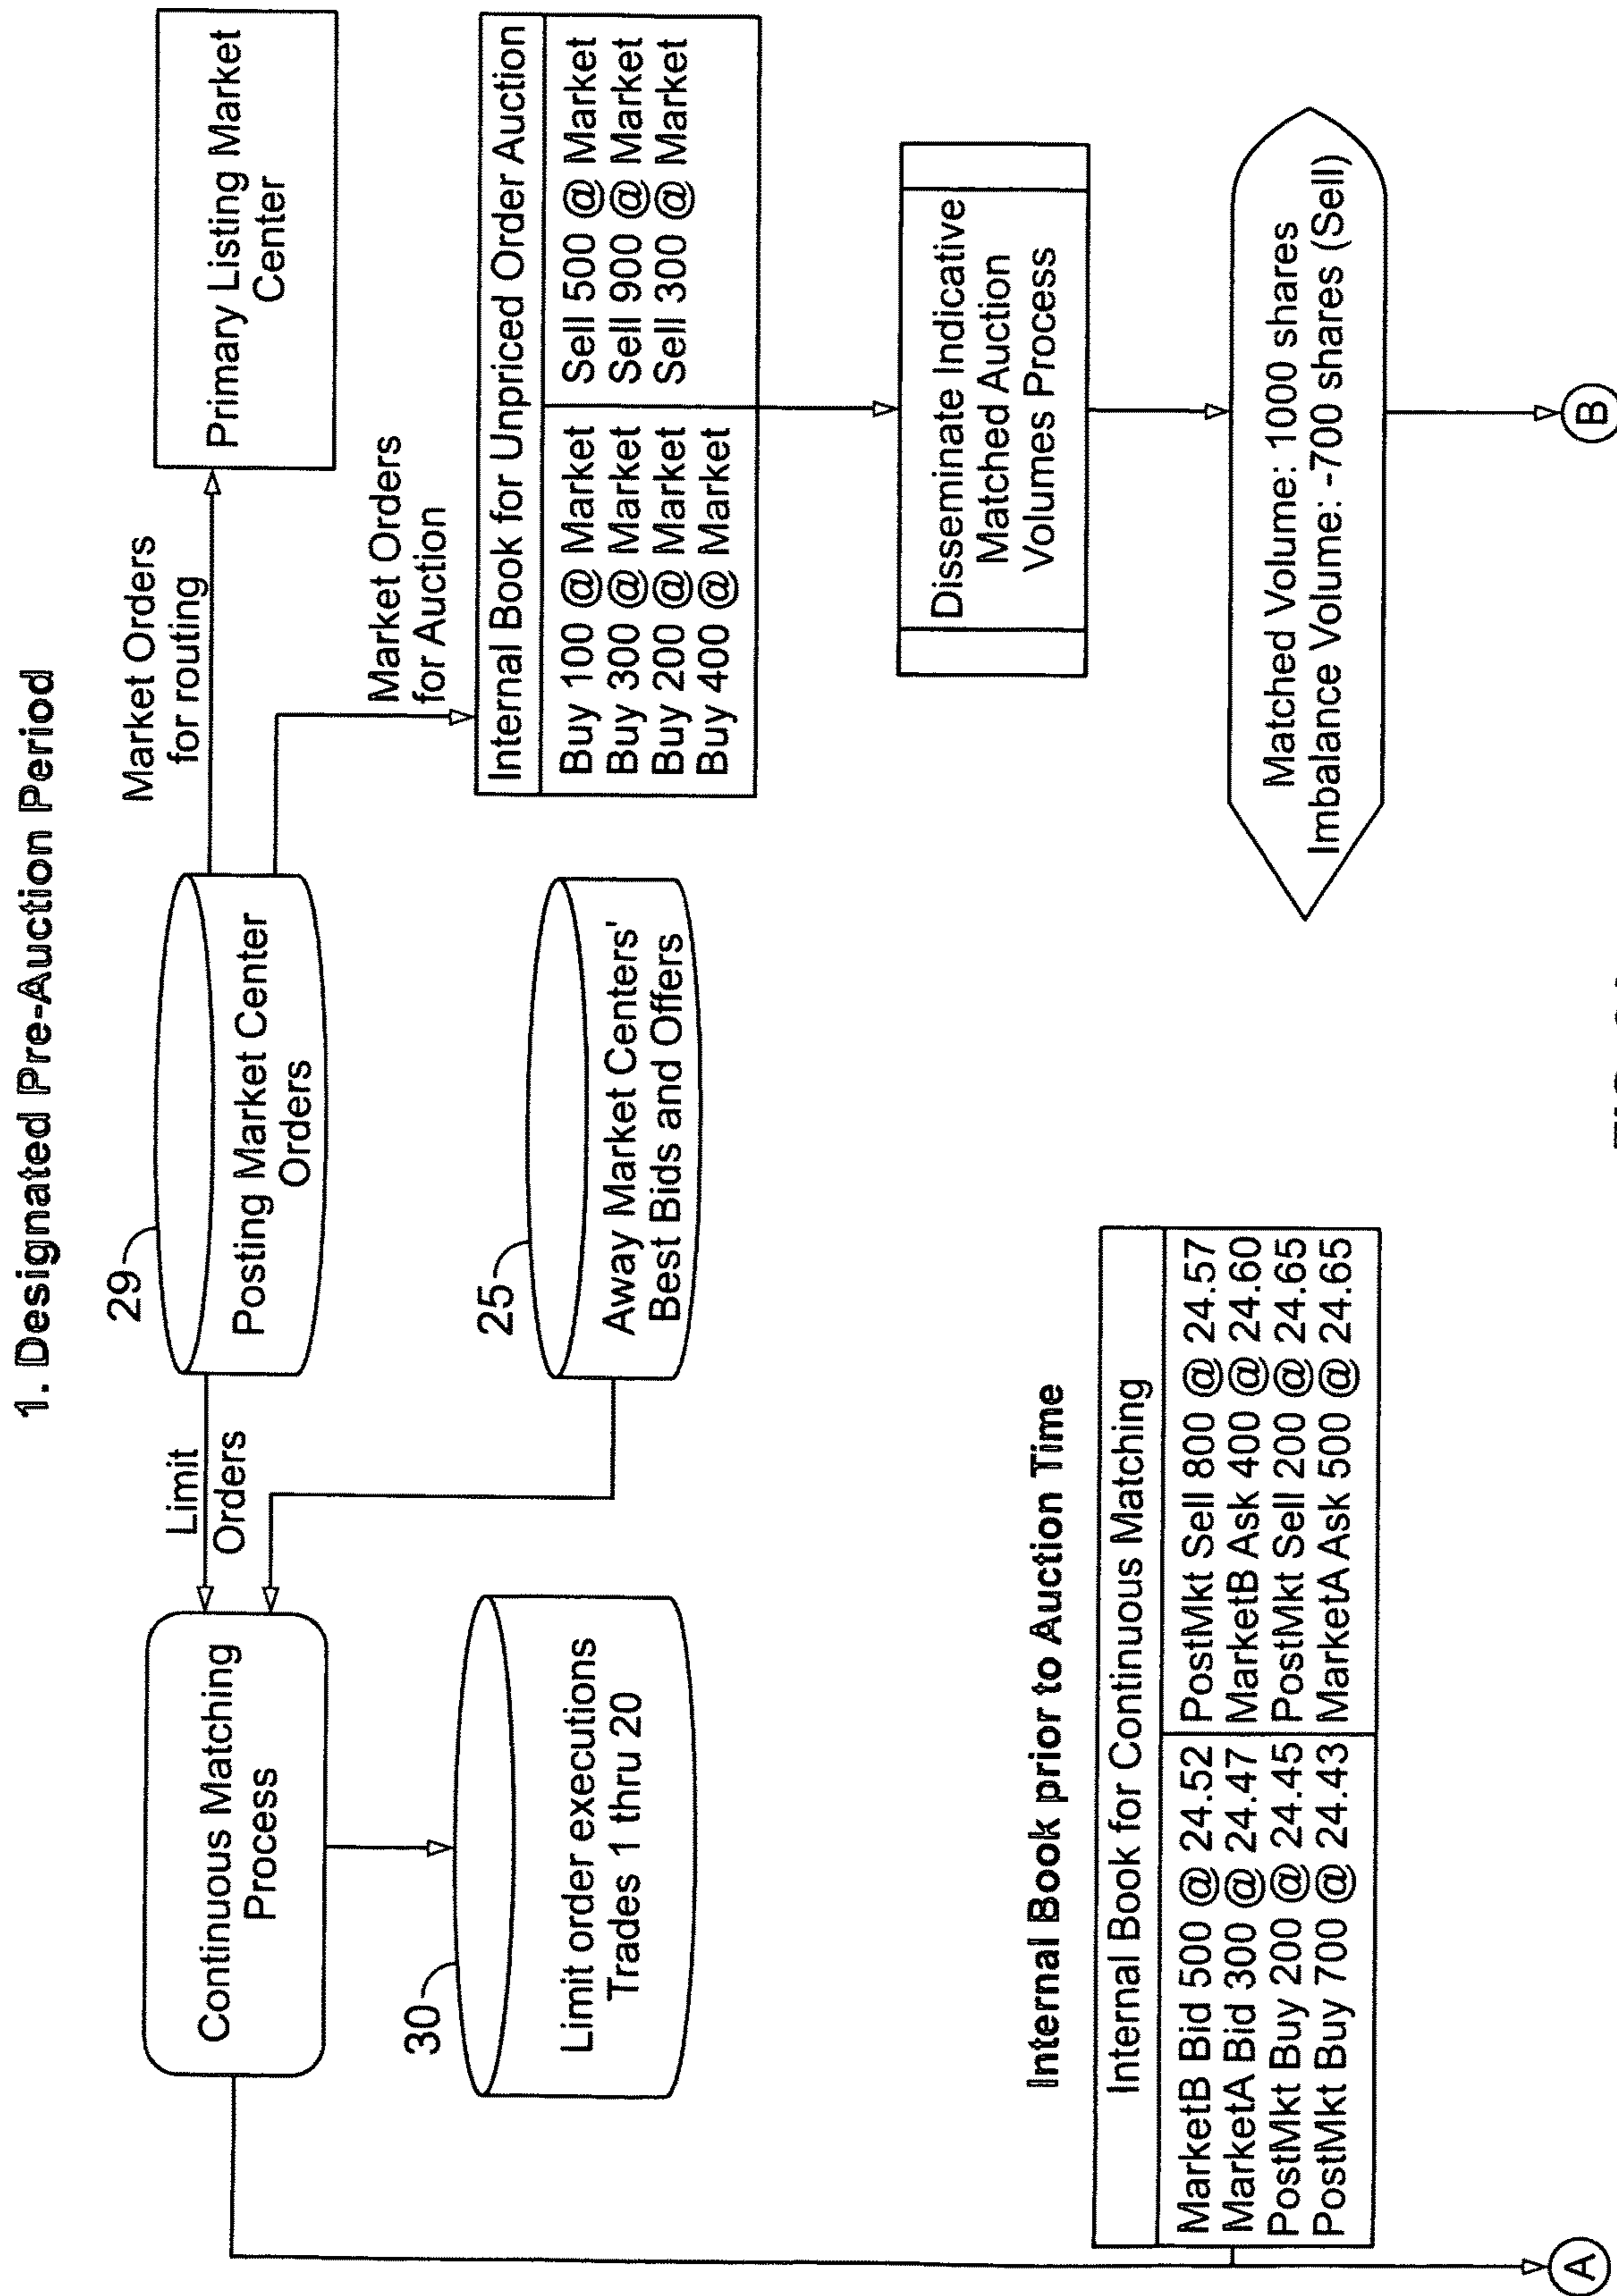 1. Designated Pre-Auction Period
Continuous Matching
Process
Limit
Orders
29
Posting Market Center
Orders
Market Orders
for routing
Primary Listing Market
Center
30
Limit order executions
Trades 1 thru 20
25
Away Market Centers'
Best Bids and Offers
Market Orders
for Auction
Internal Book for Unpriced Order Auction
Buy 100 @ Market Sell 500 @ Market
Buy 300 @ Market Sell 900 @ Market
Buy 200 @ Market Sell 300 @ Market
Buy 400 @ Market
Disseminate Indicative
Matched Auction
Volumes Process
Internal Book prior to Auction Time
Internal Book for Continuous Matching
MarketB Bid 500 @ 24.52 PostMkt Sell 800 @ 24.57
MarketA Bid 300 @ 24.47 MarketB Ask 400 @ 24.60
PostMkt Buy 200 @ 24.45 PostMkt Sell 200 @ 24.65
PostMkt Buy 700 @ 24.43 MarketA Ask 500 @ 24.65
Matched Volume: 1000 shares
Imbalance Volume: -700 shares (Sell)
A
B